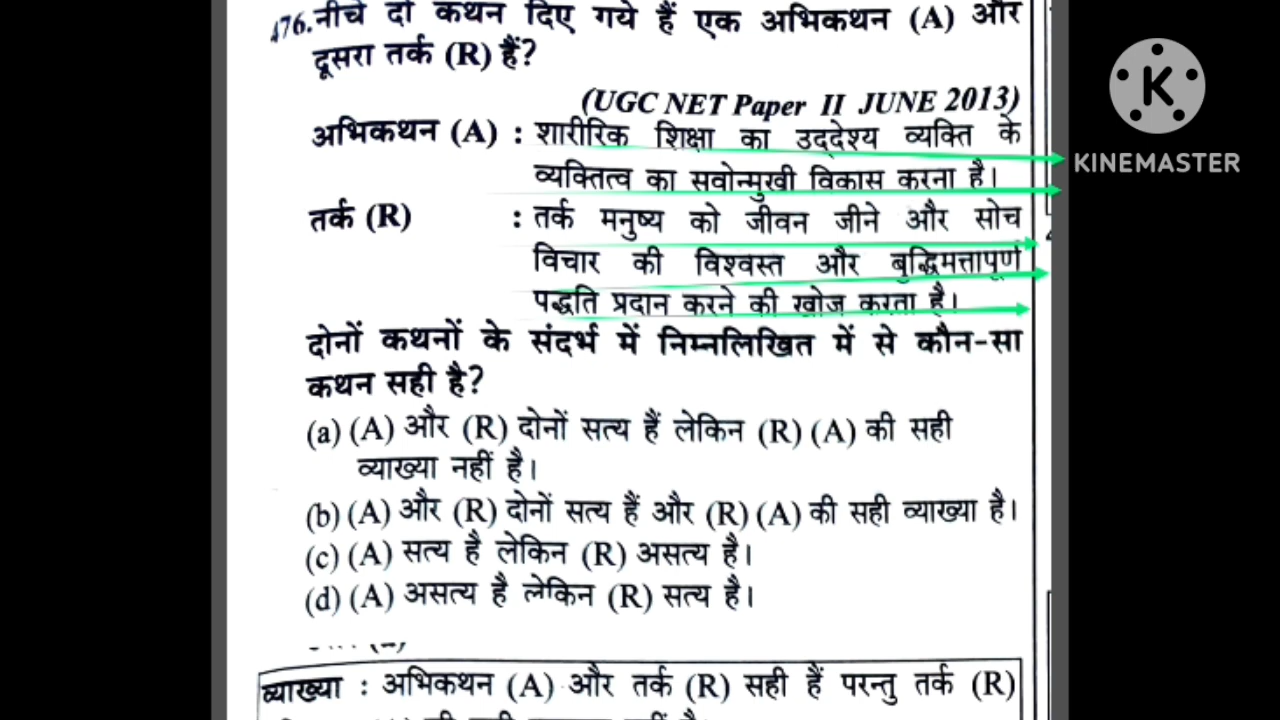 476. नीचे दो कथन दिए गये हैं एक अभिकथन (A) और
दूसरा तर्क (R) हैं?
(UGC NET Paper II JUNE 2013)
अभिकथन (A) : शारीरिक शिक्षा का उद्देश्य व्यक्ति के
व्यक्तित्व का सवोन्मुखी विकास करना है।
तर्क (R) : तर्क मनुष्य को जीवन जीने और सोच
विचार की विश्वस्त और बुद्धिमत्तापूर्ण
पद्धति प्रदान करने की खोज करता है।
दोनों कथनों के संदर्भ में निम्नलिखित में से कौन-सा
कथन सही है?
(a) (A) और (R) दोनों सत्य हैं लेकिन (R) (A) की सही
व्याख्या नहीं है।
(b) (A) और (R) दोनों सत्य हैं और (R) (A) की सही व्याख्या है।
(c) (A) सत्य है लेकिन (R) असत्य है।
(d) (A) असत्य है लेकिन (R) सत्य है।
व्याख्या : अभिकथन (A) और तर्क (R) सही हैं परन्तु तर्क (R)
K
KINEMASTER